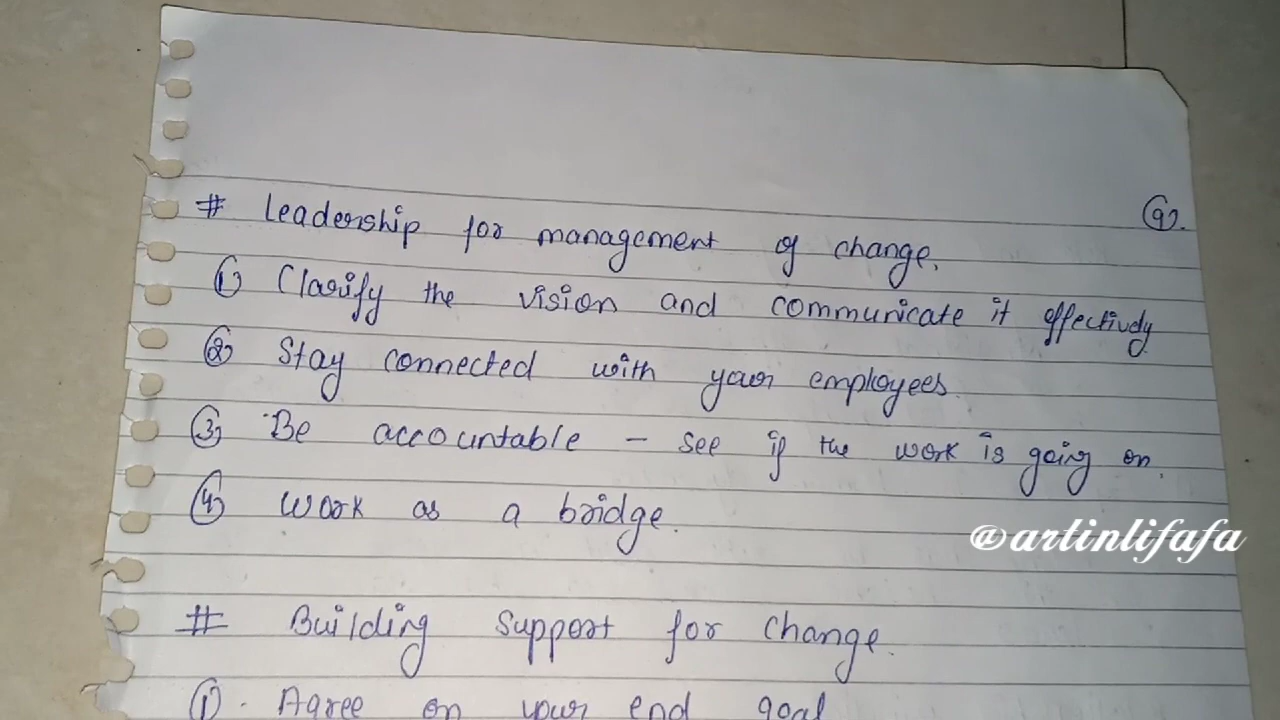 # Leadership for management of change. 9.
1) Clarify the vision and communicate it effectively
2) Stay connected with your employees.
3) Be accountable - see if the work is going on.
4) Work as a bridge.
@artinlifafa
# Building Support for change.
1). Agree on your end goal